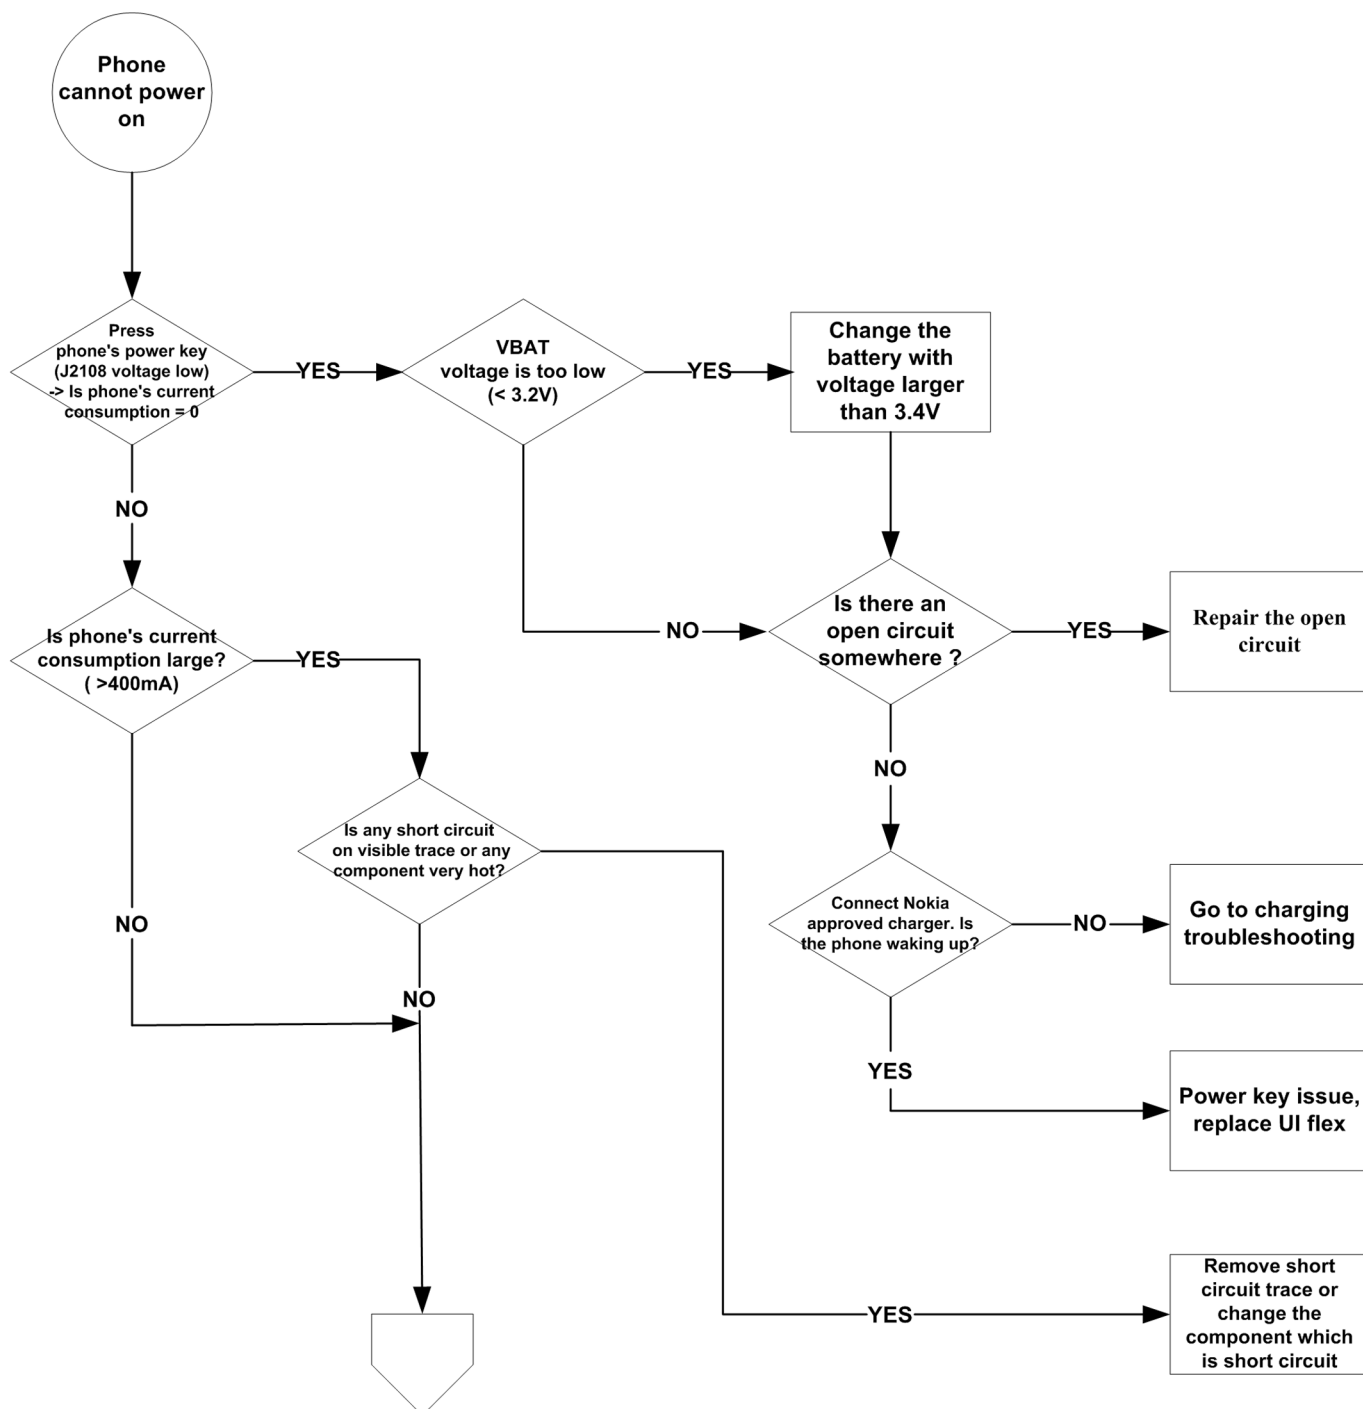 Phone
cannot power
on
Press
phone's power key
(J2108 voltage low)
-> Is phone's current
consumption = 0
YES
VBAT
voltage is too low
(< 3.2V)
YES
Change the
battery with
voltage larger
than 3.4V
NO
Is phone's current
consumption large?
( >400mA)
YES
NO
Is there an
open circuit
somewhere ?
YES
Repair the open
circuit
NO
Is any short circuit
on visible trace or any
component very hot?
NO
NO
Connect Nokia
approved charger. Is
the phone waking up?
NO
Go to charging
troubleshooting
YES
Power key issue,
replace UI flex
YES
Remove short
circuit trace or
change the
component which
is short circuit